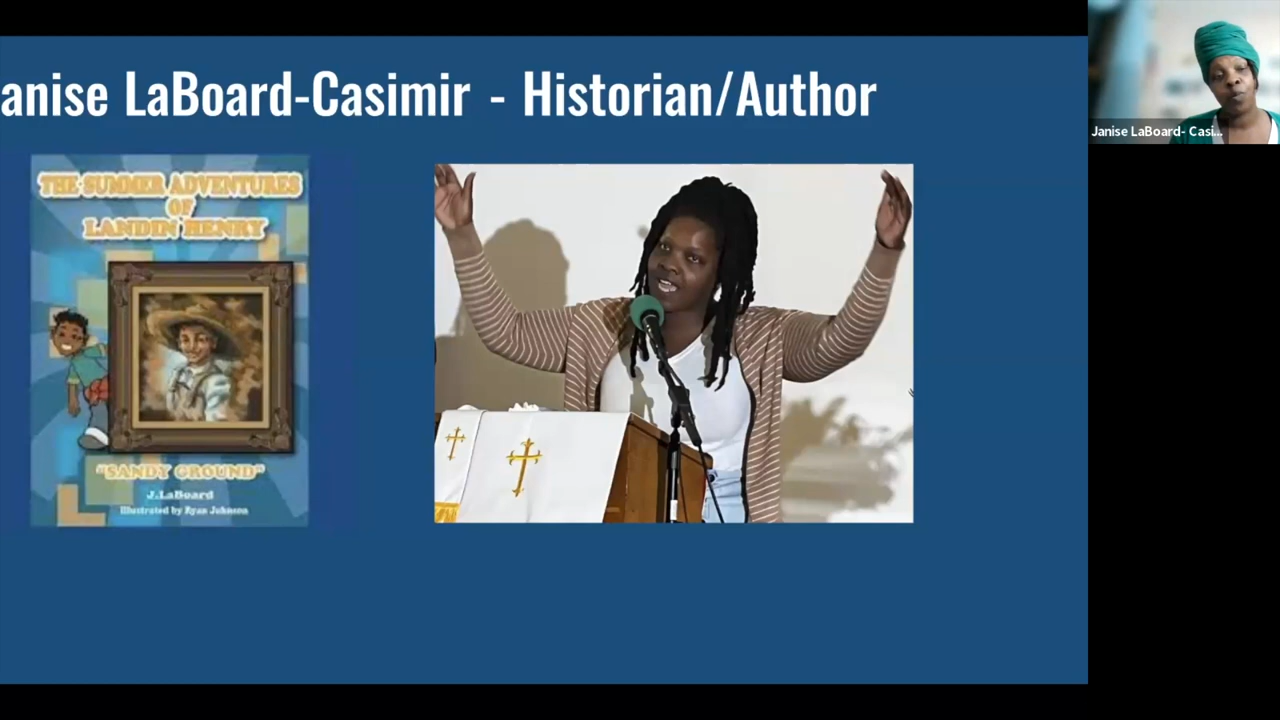 anise LaBoard-Casimir - Historian/Author
Janise LaBoard- Casi...
THE SUMMER ADVENTURES
OF
LANDIN HENRY
"SANDY GROUND"
J.LaBoard
Illustrated by Ryan Johnson